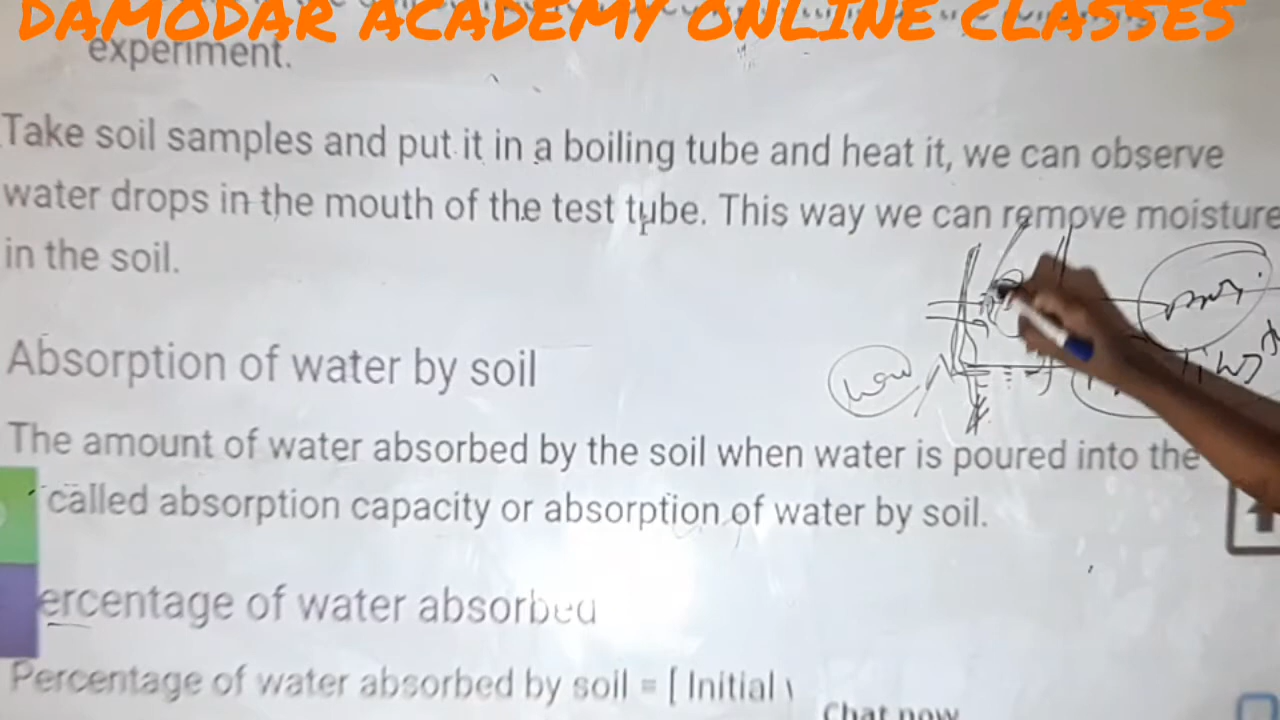 DAMODAR ACADEMY ONLINE CLASSES
experiment.
Take soil samples and put it in a boiling tube and heat it, we can observe
water drops in the mouth of the test tube. This way we can remove moisture
in the soil.
Absorption of water by soil
The amount of water absorbed by the soil when water is poured into the
called absorption capacity or absorption of water by soil.
ercentage of water absorbed
Percentage of water absorbed by soil = [ Initial
Chat now